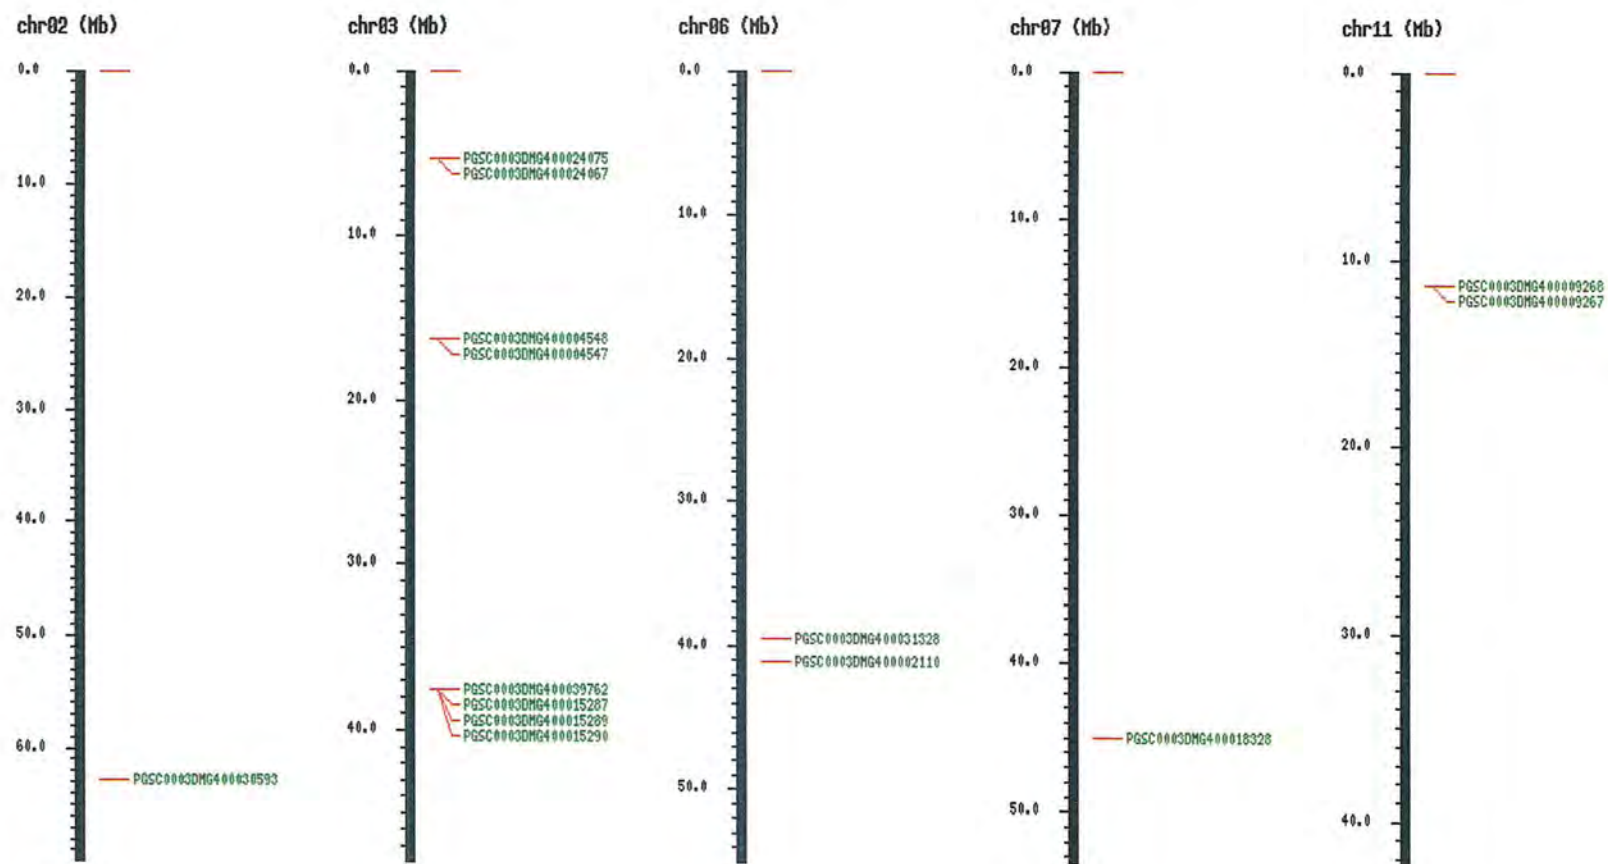 chr02 (Mb)
0.0
10.0
20.0
30.0
40.0
50.0
60.0
PGSC0003DMG400030593
chr03 (Mb)
0.0
PGSC0003DMG400024075
PGSC0003DMG400024067
10.0
PGSC0003DMG400004548
PGSC0003DMG400004547
20.0
30.0
PGSC0003DMG400039762
PGSC0003DMG400015287
PGSC0003DMG400015289
40.0
PGSC0003DMG400015290
chr06 (Mb)
0.0
10.0
20.0
30.0
PGSC0003DMG400031328
40.0
PGSC0003DMG400002110
50.0
chr07 (Mb)
0.0
10.0
20.0
30.0
40.0
PGSC0003DMG400018328
50.0
chr11 (Mb)
0.0
10.0
PGSC0003DMG400009268
PGSC0003DMG400009267
20.0
30.0
40.0